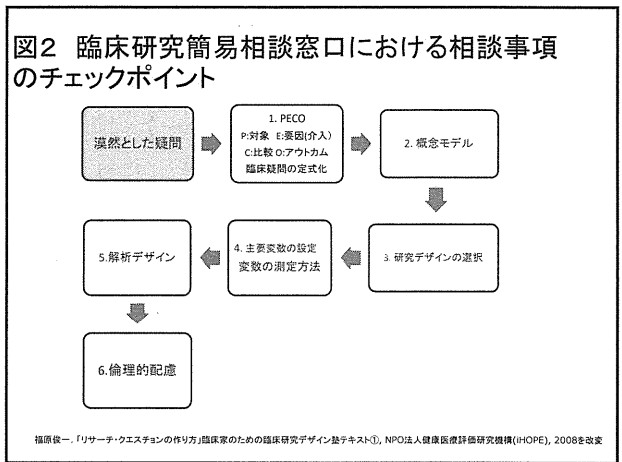 図２ 臨床研究簡易相談窓口における相談事項
のチェックポイント
漠然とした疑問
1. PECO
P:対象 E:要因(介入)
C:比較 O:アウトカム
臨床疑問の定式化
2. 概念モデル
3. 研究デザインの選択
4. 主要変数の設定
変数の測定方法
5.解析デザイン
6.倫理的配慮
福原俊一. 「リサーチ・クエスチョンの作り方」臨床家のための臨床研究デザイン塾テキスト①, NPO法人健康医療評価研究機構(iHOPE), 2008を改変